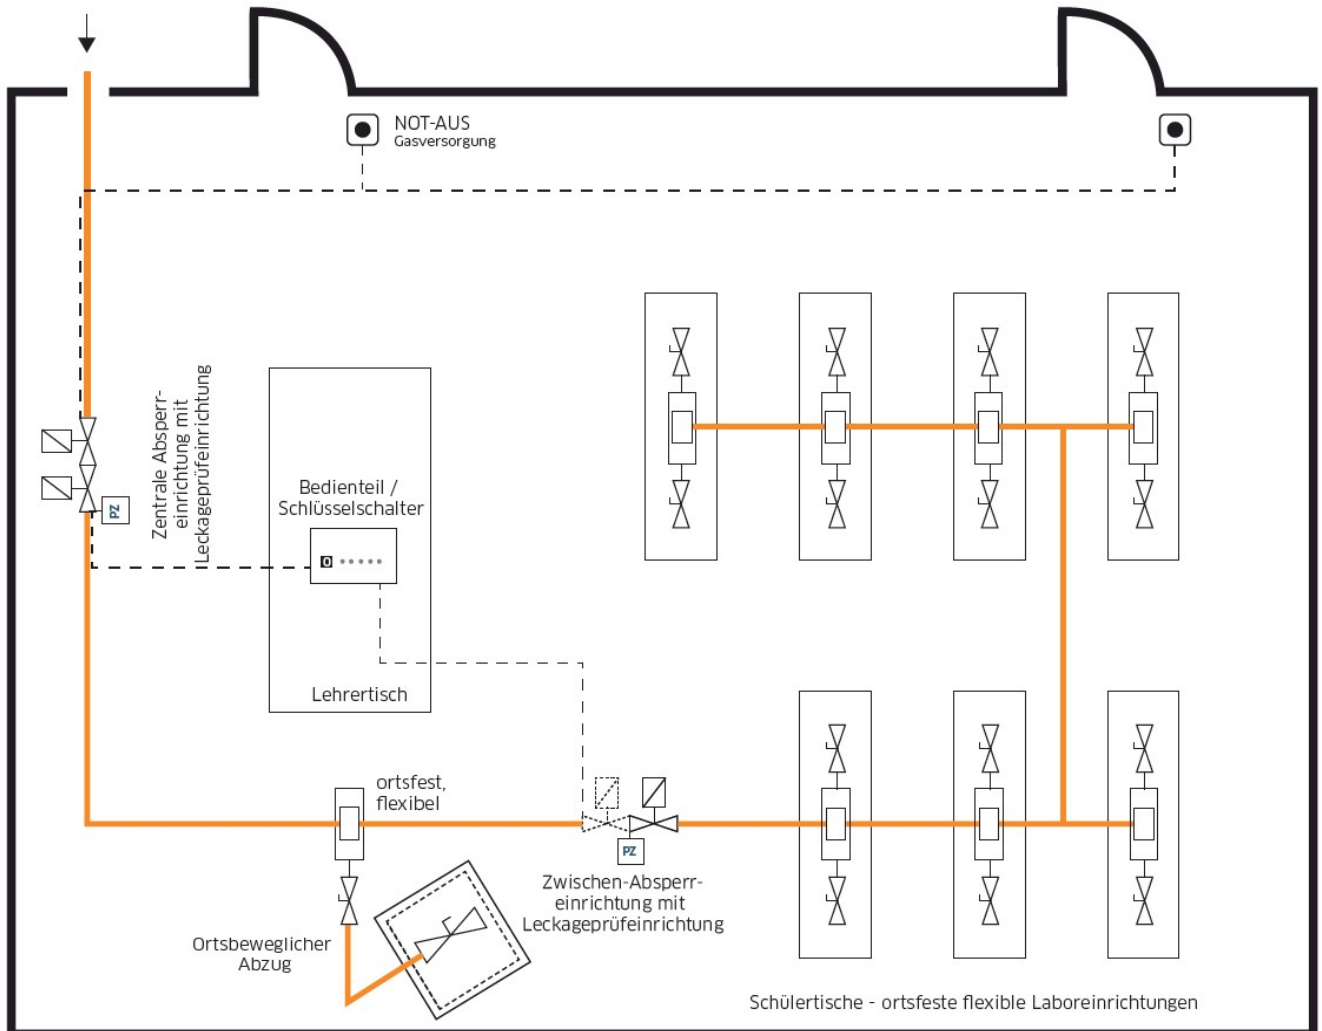 NOT-AUS
Gasversorgung
Zentrale Absperr-
einrichtung mit
Leckageprüfeinrichtung
PZ
Bedienteil /
Schlüsselschalter
Lehrertisch
ortsfest,
flexibel
PZ
Zwischen-Absperr-
einrichtung mit
Leckageprüfeinrichtung
Ortsbeweglicher
Abzug
Schülertische - ortsfeste flexible Laboreinrichtungen